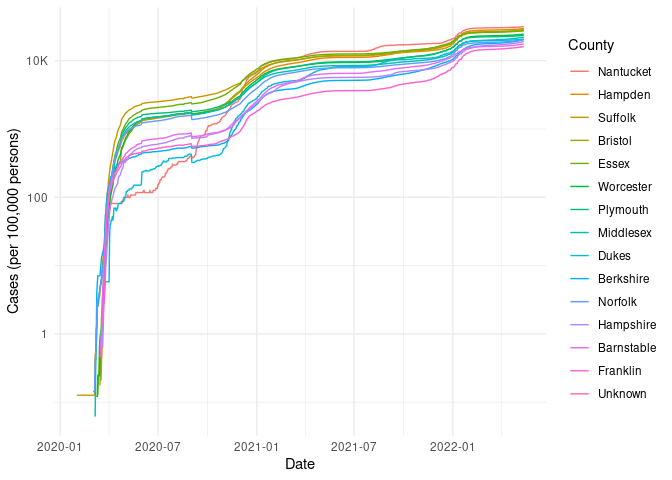 10K
100
1
Cases (per 100,000 persons)
2020-01
2020-07
2021-01
2021-07
2022-01
Date
County
Nantucket
Hampden
Suffolk
Bristol
Essex
Worcester
Plymouth
Middlesex
Dukes
Berkshire
Norfolk
Hampshire
Barnstable
Franklin
Unknown